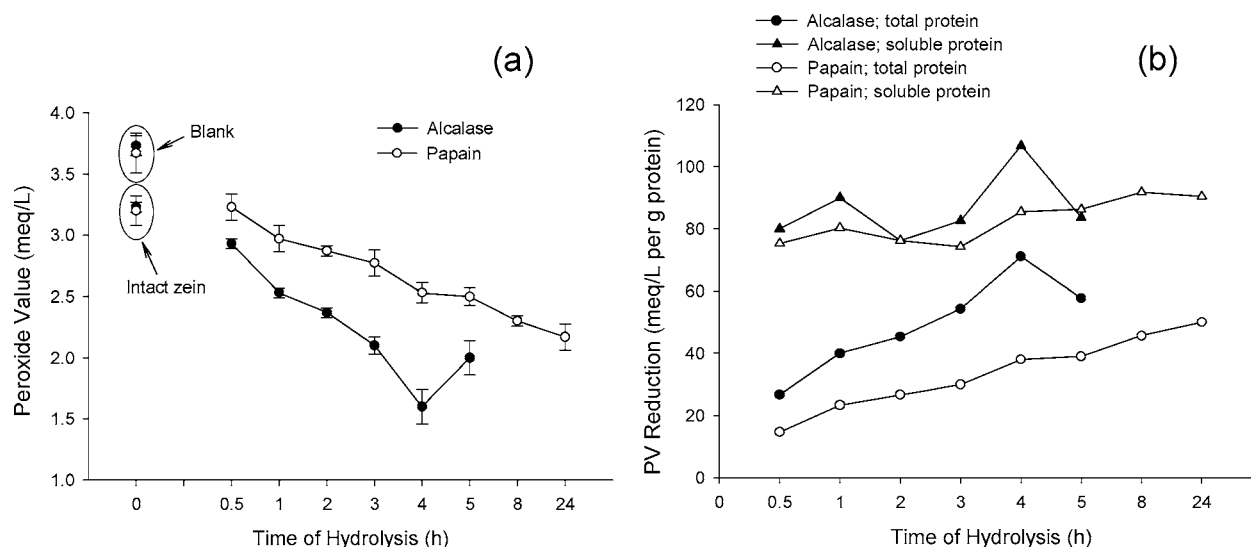 (a)
Peroxide Value (meq/L)
4.0
3.5
3.0
2.5
2.0
1.5
1.0
Blank
Intact zein
Alcalase
Papain
0 0.5 1 2 3 4 5 8 24
Time of Hydrolysis (h)
Alcalase; total protein
Alcalase; soluble protein
Papain; total protein
Papain; soluble protein
(b)
PV Reduction (meq/L per g protein)
120
100
80
60
40
20
0
0 0.5 1 2 3 4 5 8 24
Time of Hydrolysis (h)